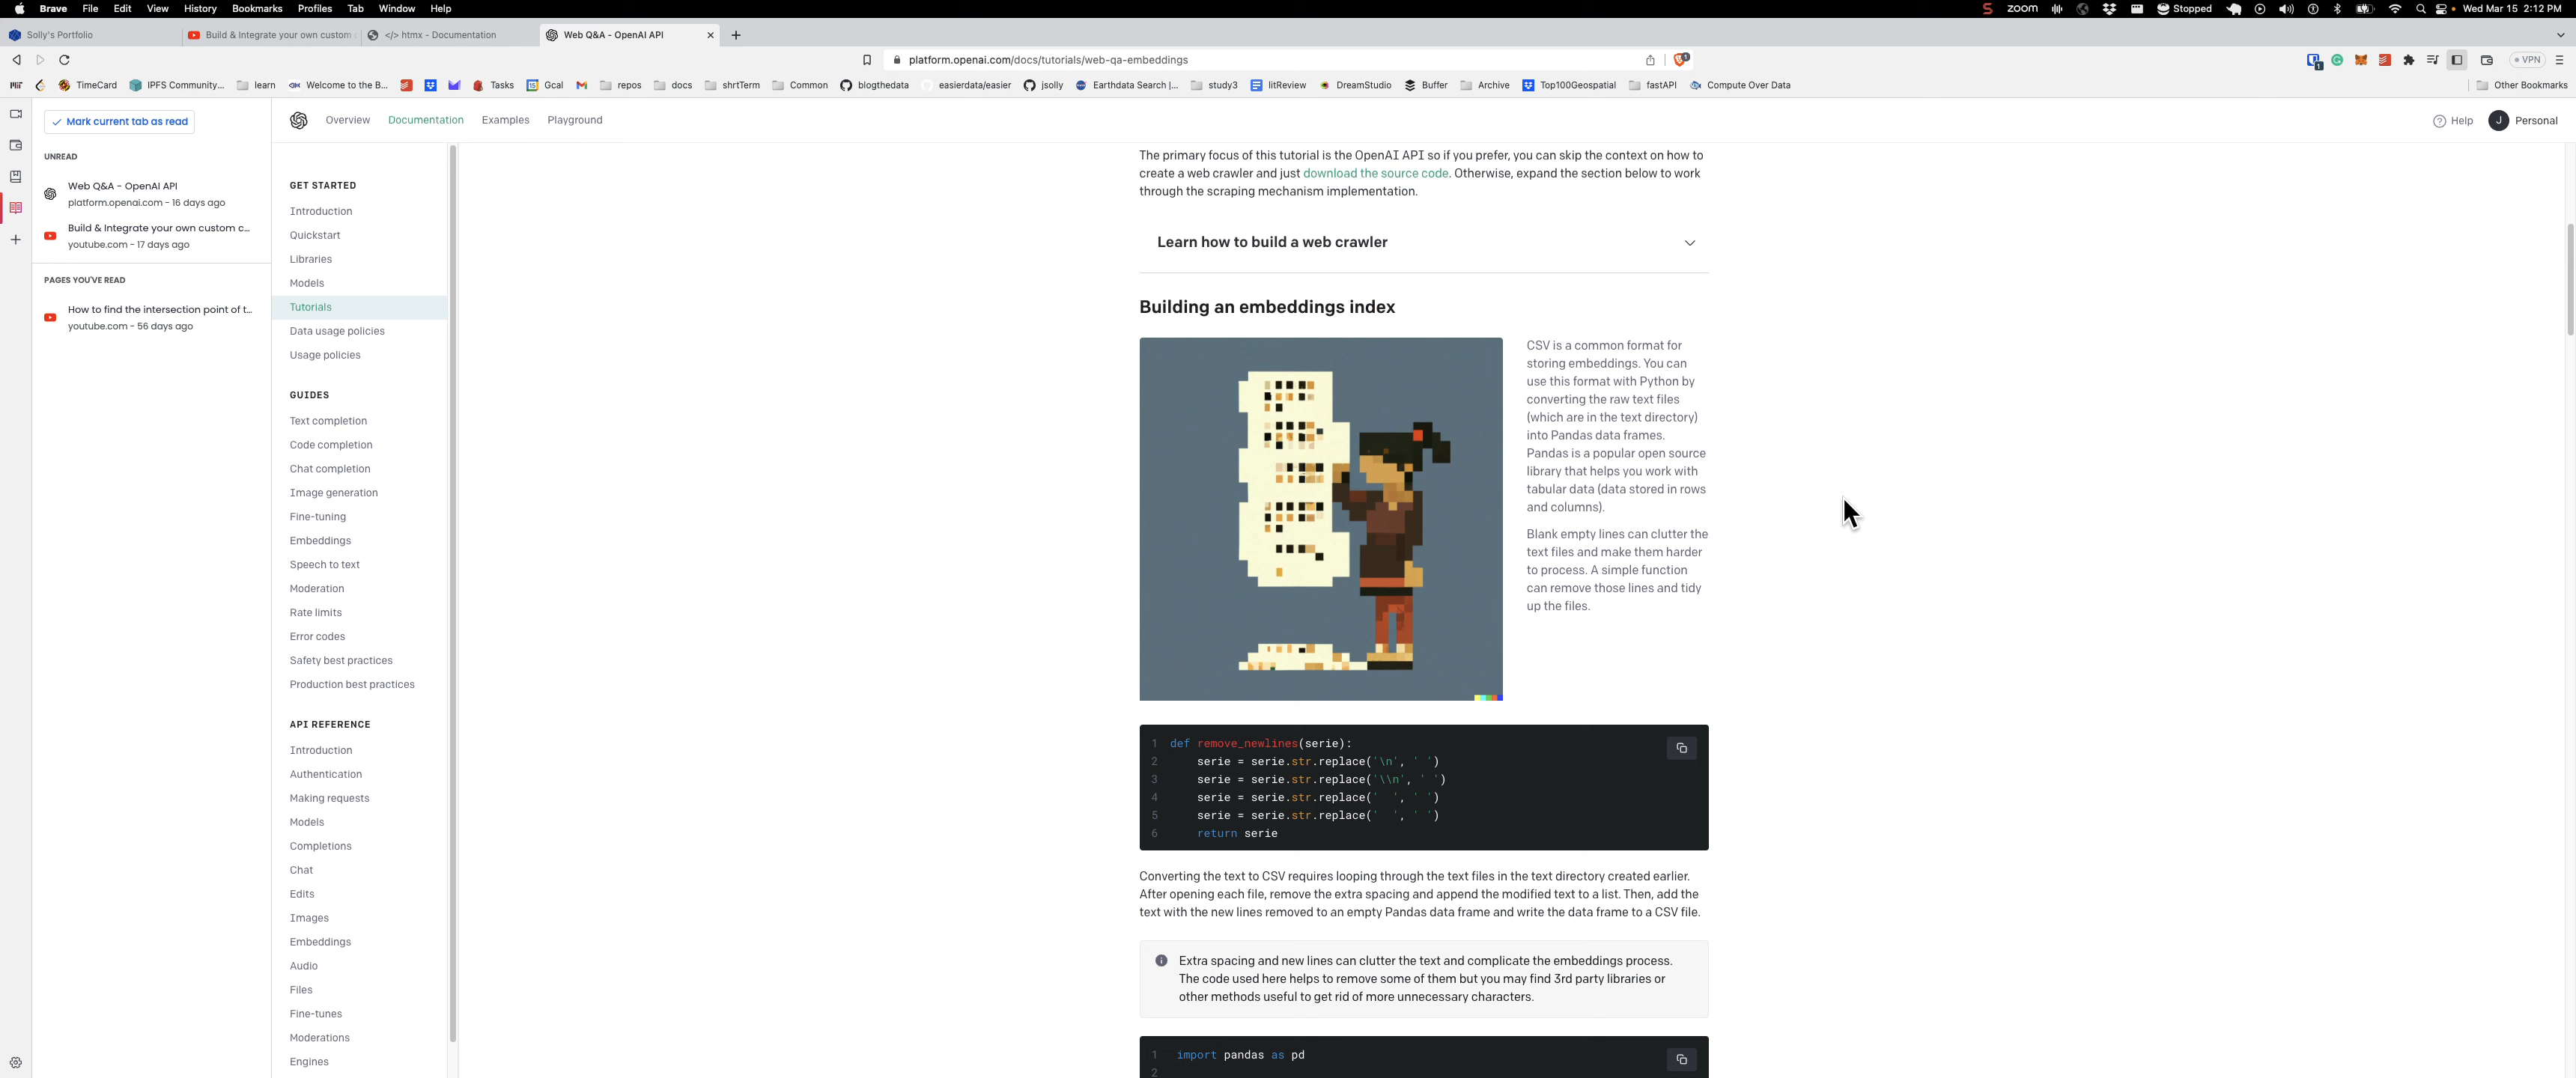 Brave File Edit View History Bookmarks Profiles Tab Window Help
zoom Stopped Wed Mar 15 2:12 PM
Solly's Portfolio
Build & Integrate your own custom
</> htmx - Documentation
Web Q&A - OpenAI API
platform.openai.com/docs/tutorials/web-qa-embeddings
VPN
TimeCard IPFS Community... learn Welcome to the B... Tasks Gcal repos docs shrtTerm Common blogthedata easierdata/easier jsolly Earthdata Search |... study3 litReview DreamStudio Buffer Archive Top100Geospatial fastAPI Compute Over Data Other Bookmarks
Mark current tab as read
UNREAD
Web Q&A - OpenAI API
platform.openai.com - 16 days ago
Build & Integrate your own custom c...
youtube.com - 17 days ago
PAGES YOU'VE READ
How to find the intersection point of t...
youtube.com - 56 days ago
Overview Documentation Examples Playground
Help J Personal
GET STARTED
Introduction
Quickstart
Libraries
Models
Tutorials
Data usage policies
Usage policies
GUIDES
Text completion
Code completion
Chat completion
Image generation
Fine-tuning
Embeddings
Speech to text
Moderation
Rate limits
Error codes
Safety best practices
Production best practices
API REFERENCE
Introduction
Authentication
Making requests
Models
Completions
Chat
Edits
Images
Embeddings
Audio
Files
Fine-tunes
Moderations
Engines
The primary focus of this tutorial is the OpenAI API so if you prefer, you can skip the context on how to
create a web crawler and just download the source code. Otherwise, expand the section below to work
through the scraping mechanism implementation.
Learn how to build a web crawler
Building an embeddings index
CSV is a common format for
storing embeddings. You can
use this format with Python by
converting the raw text files
(which are in the text directory)
into Pandas data frames.
Pandas is a popular open source
library that helps you work with
tabular data (data stored in rows
and columns).
Blank empty lines can clutter the
text files and make them harder
to process. A simple function
can remove those lines and tidy
up the files.
1 def remove_newlines(serie):
2 serie = serie.str.replace('\n', ' ')
3 serie = serie.str.replace('\\n', ' ')
4 serie = serie.str.replace('  ', ' ')
5 serie = serie.str.replace('  ', ' ')
6 return serie
Converting the text to CSV requires looping through the text files in the text directory created earlier.
After opening each file, remove the extra spacing and append the modified text to a list. Then, add the
text with the new lines removed to an empty Pandas data frame and write the data frame to a CSV file.
Extra spacing and new lines can clutter the text and complicate the embeddings process.
The code used here helps to remove some of them but you may find 3rd party libraries or
other methods useful to get rid of more unnecessary characters.
1 import pandas as pd
2